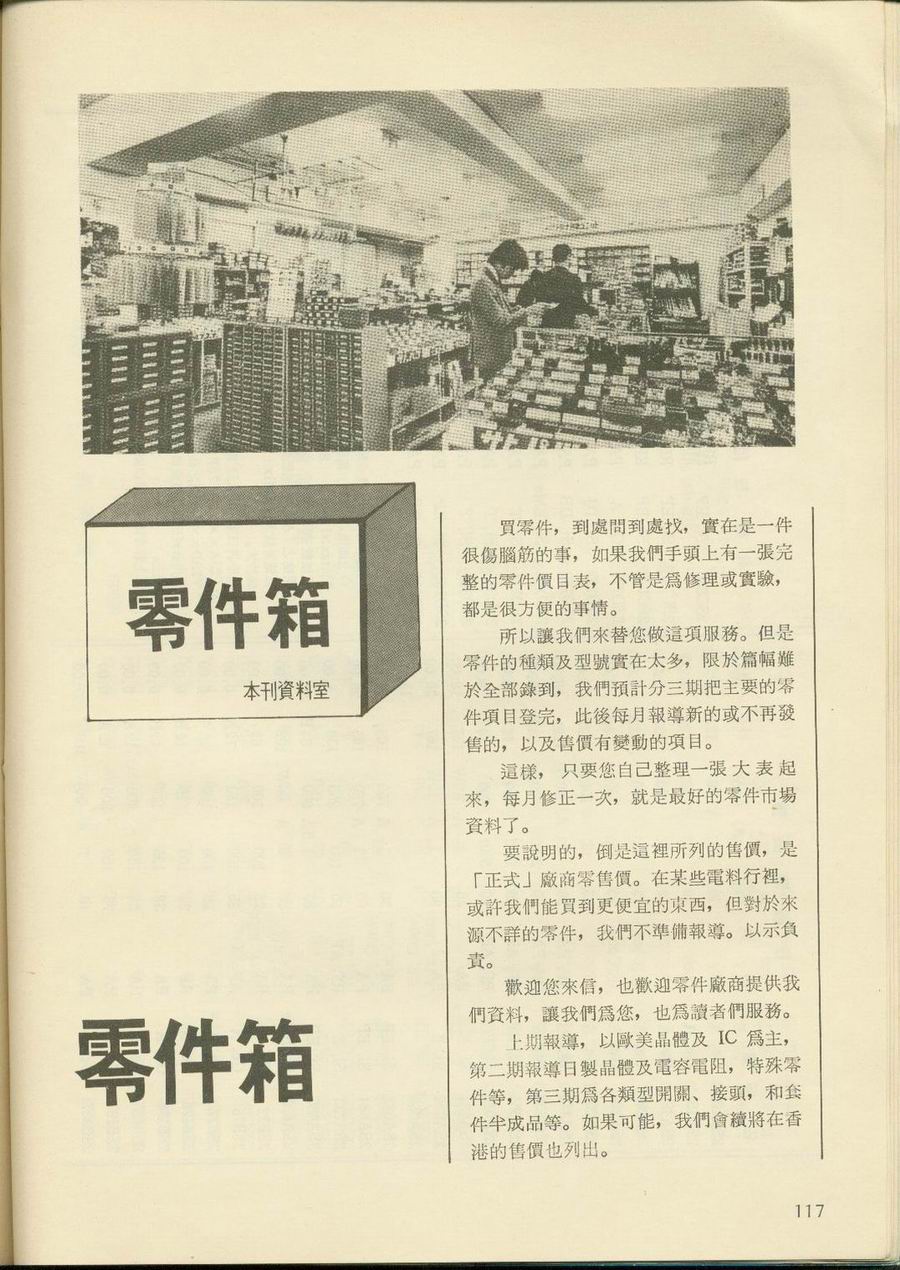 零件箱
本刊資料室
零件箱
買零件，到處問到處找，實在是一件
很傷腦筋的事，如果我們手頭上有一張完
整的零件價目表，不管是爲修理或實驗，
都是很方便的事情。
所以讓我們來替您做這項服務。但是
零件的種類及型號實在太多，限於篇幅難
於全部錄到，我們預計分三期把主要的零
件項目登完，此後每月報導新的或不再發
售的，以及售價有變動的項目。
這樣，只要您自己整理一張大表起
來，每月修正一次，就是最好的零件市場
資料了。
要說明的，倒是這裡所列的售價，是
「正式」廠商零售價。在某些電料行裡，
或許我們能買到更便宜的東西，但對於來
源不詳的零件，我們不準備報導。以示負
責。
歡迎您來信，也歡迎零件廠商提供我
們資料，讓我們爲您，也爲讀者們服務。
上期報導，以歐美晶體及 IC 爲主，
第二期報導日製晶體及電容電阻，特殊零
件等，第三期爲各類型開關、接頭，和套
件半成品等。如果可能，我們會續將在香
港的售價也列出。
117